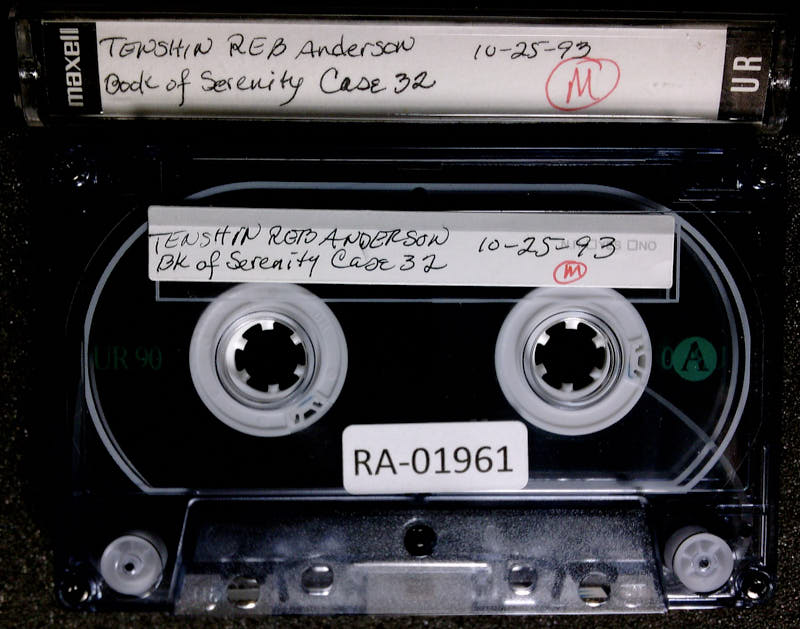 maxell
TENSHIN REB Anderson 10-25-93
Book of Serenity Case 32
M
UR
TENSHIN REB ANDERSON 10-25-93
BK of Serenity Case 32
M
NO
UR 90
A
RA-01961